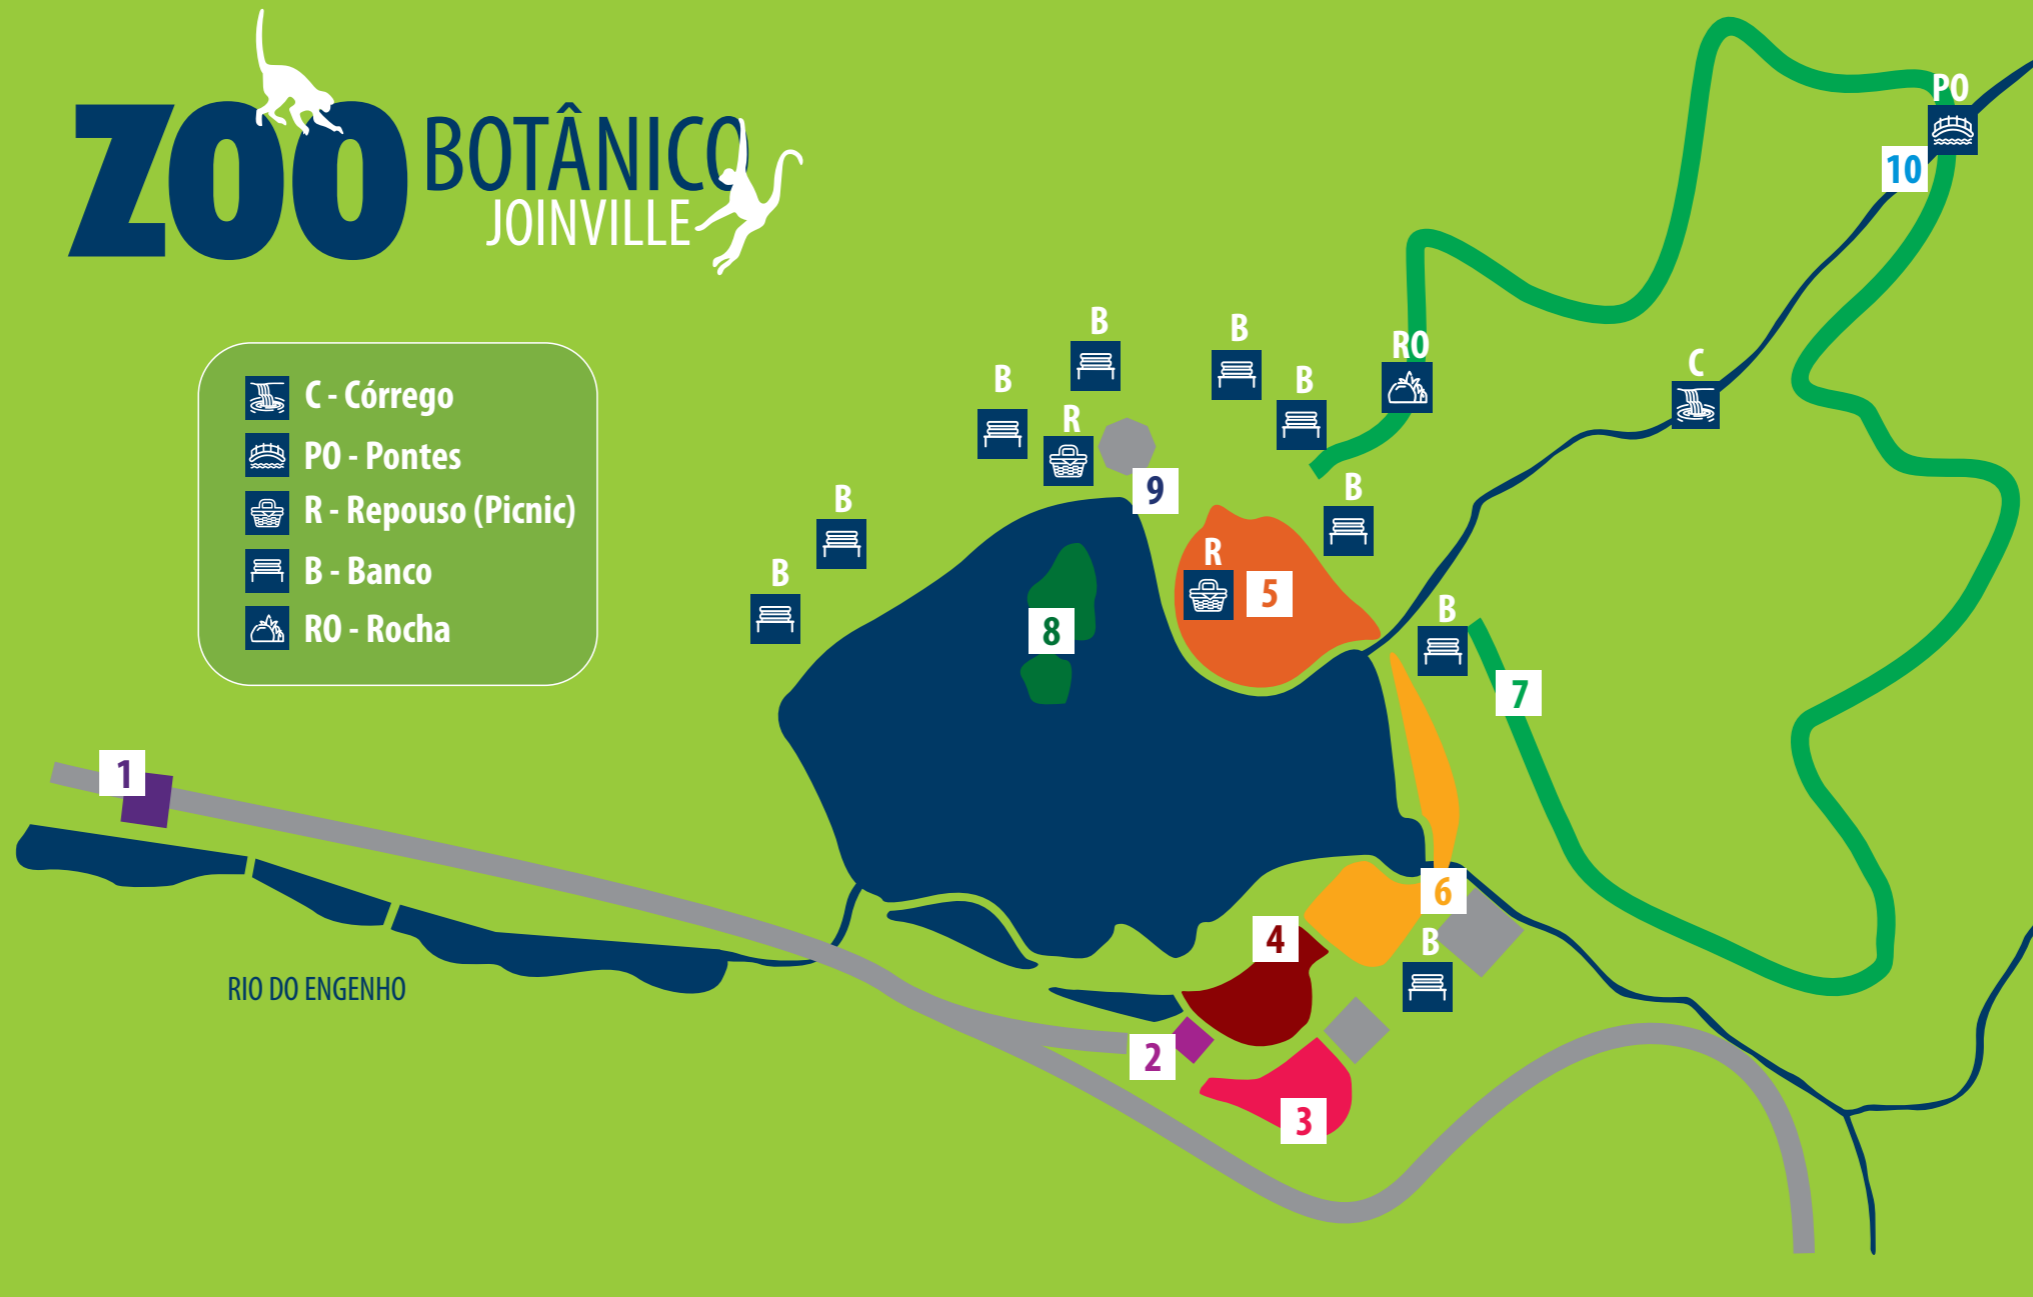 ZOO BOTÂNICO
JOINVILLE
C - Córrego
PO - Pontes
R - Repouso (Picnic)
B - Banco
RO - Rocha
PO
10
B
B
RO
C
B
B
R
9
B
B
R
5
B
8
B
7
1
6
4
B
RIO DO ENGENHO
2
3